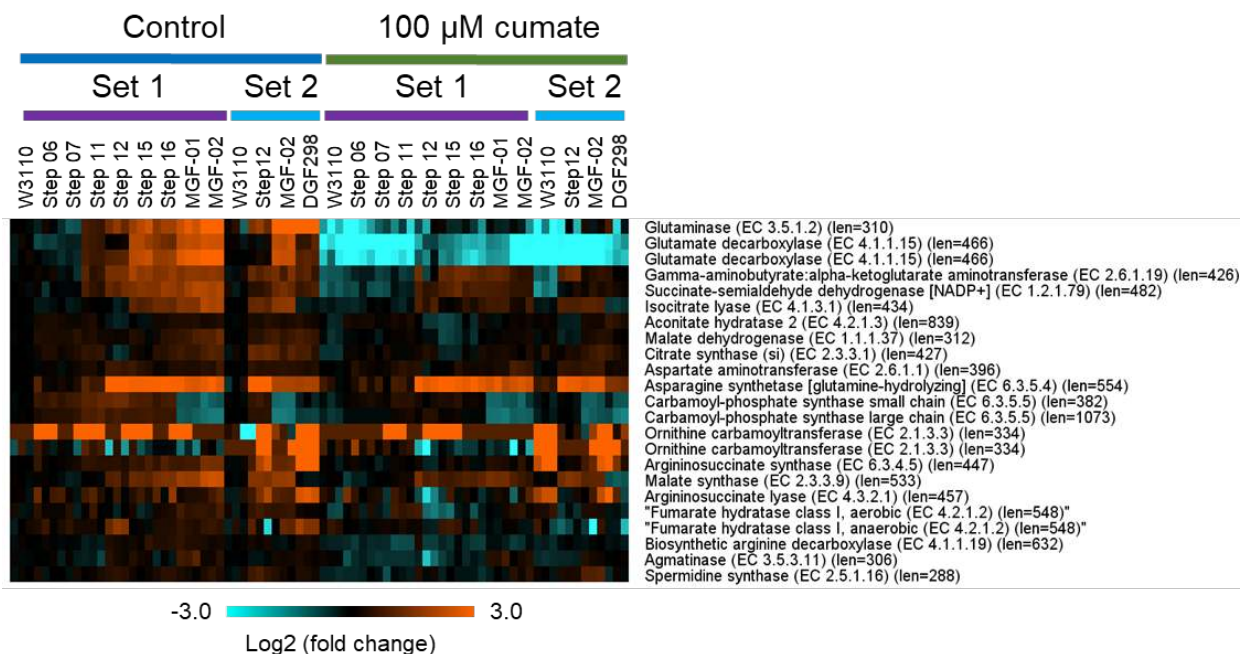 Control 100 µM cumate
Set 1 Set 2 Set 1 Set 2
W3110 Step 06 Step 07 Step 11 Step 12 Step 15 Step 16 MGF-01 MGF-02 W3110 Step12 MGF-02 DGF298 W3110 Step 06 Step 07 Step 11 Step 12 Step 15 Step 16 MGF-01 MGF-02 W3110 Step12 MGF-02 DGF298
Glutaminase (EC 3.5.1.2) (len=310)
Glutamate decarboxylase (EC 4.1.1.15) (len=466)
Glutamate decarboxylase (EC 4.1.1.15) (len=466)
Gamma-aminobutyrate:alpha-ketoglutarate aminotransferase (EC 2.6.1.19) (len=426)
Succinate-semialdehyde dehydrogenase [NADP+] (EC 1.2.1.79) (len=482)
Isocitrate lyase (EC 4.1.3.1) (len=434)
Aconitate hydratase 2 (EC 4.2.1.3) (len=839)
Malate dehydrogenase (EC 1.1.1.37) (len=312)
Citrate synthase (si) (EC 2.3.3.1) (len=427)
Aspartate aminotransferase (EC 2.6.1.1) (len=396)
Asparagine synthetase [glutamine-hydrolyzing] (EC 6.3.5.4) (len=554)
Carbamoyl-phosphate synthase small chain (EC 6.3.5.5) (len=382)
Carbamoyl-phosphate synthase large chain (EC 6.3.5.5) (len=1073)
Ornithine carbamoyltransferase (EC 2.1.3.3) (len=334)
Ornithine carbamoyltransferase (EC 2.1.3.3) (len=334)
Argininosuccinate synthase (EC 6.3.4.5) (len=447)
Malate synthase (EC 2.3.3.9) (len=533)
Argininosuccinate lyase (EC 4.3.2.1) (len=457)
"Fumarate hydratase class I, aerobic (EC 4.2.1.2) (len=548)"
"Fumarate hydratase class I, anaerobic (EC 4.2.1.2) (len=548)"
Biosynthetic arginine decarboxylase (EC 4.1.1.19) (len=632)
Agmatinase (EC 3.5.3.11) (len=306)
Spermidine synthase (EC 2.5.1.16) (len=288)
-3.0 3.0
Log2 (fold change)